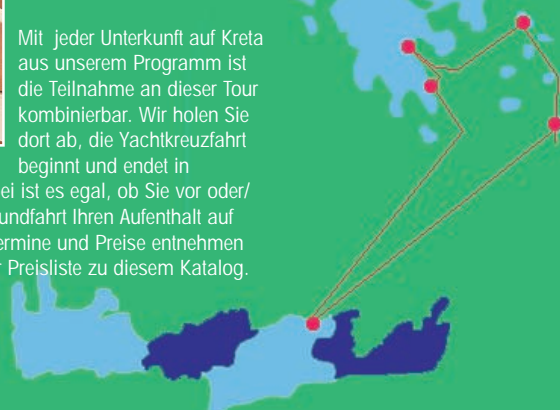 Mit jeder Unterkunft auf Kreta
aus unserem Programm ist
die Teilnahme an dieser Tour
kombinierbar. Wir holen Sie
dort ab, die Yachtkreuzfahrt
beginnt und endet in
ei ist es egal, ob Sie vor oder/
undfahrt Ihren Aufenthalt auf
ermine und Preise entnehmen
r Preisliste zu diesem Katalog.